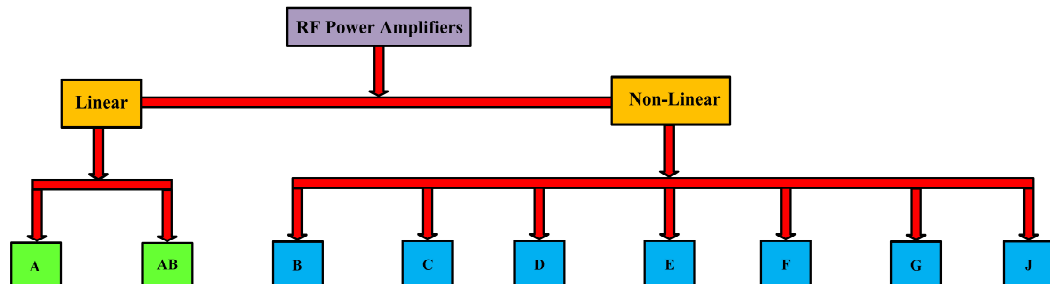 RF Power Amplifiers
Linear
Non-Linear
A
AB
B
C
D
E
F
G
J